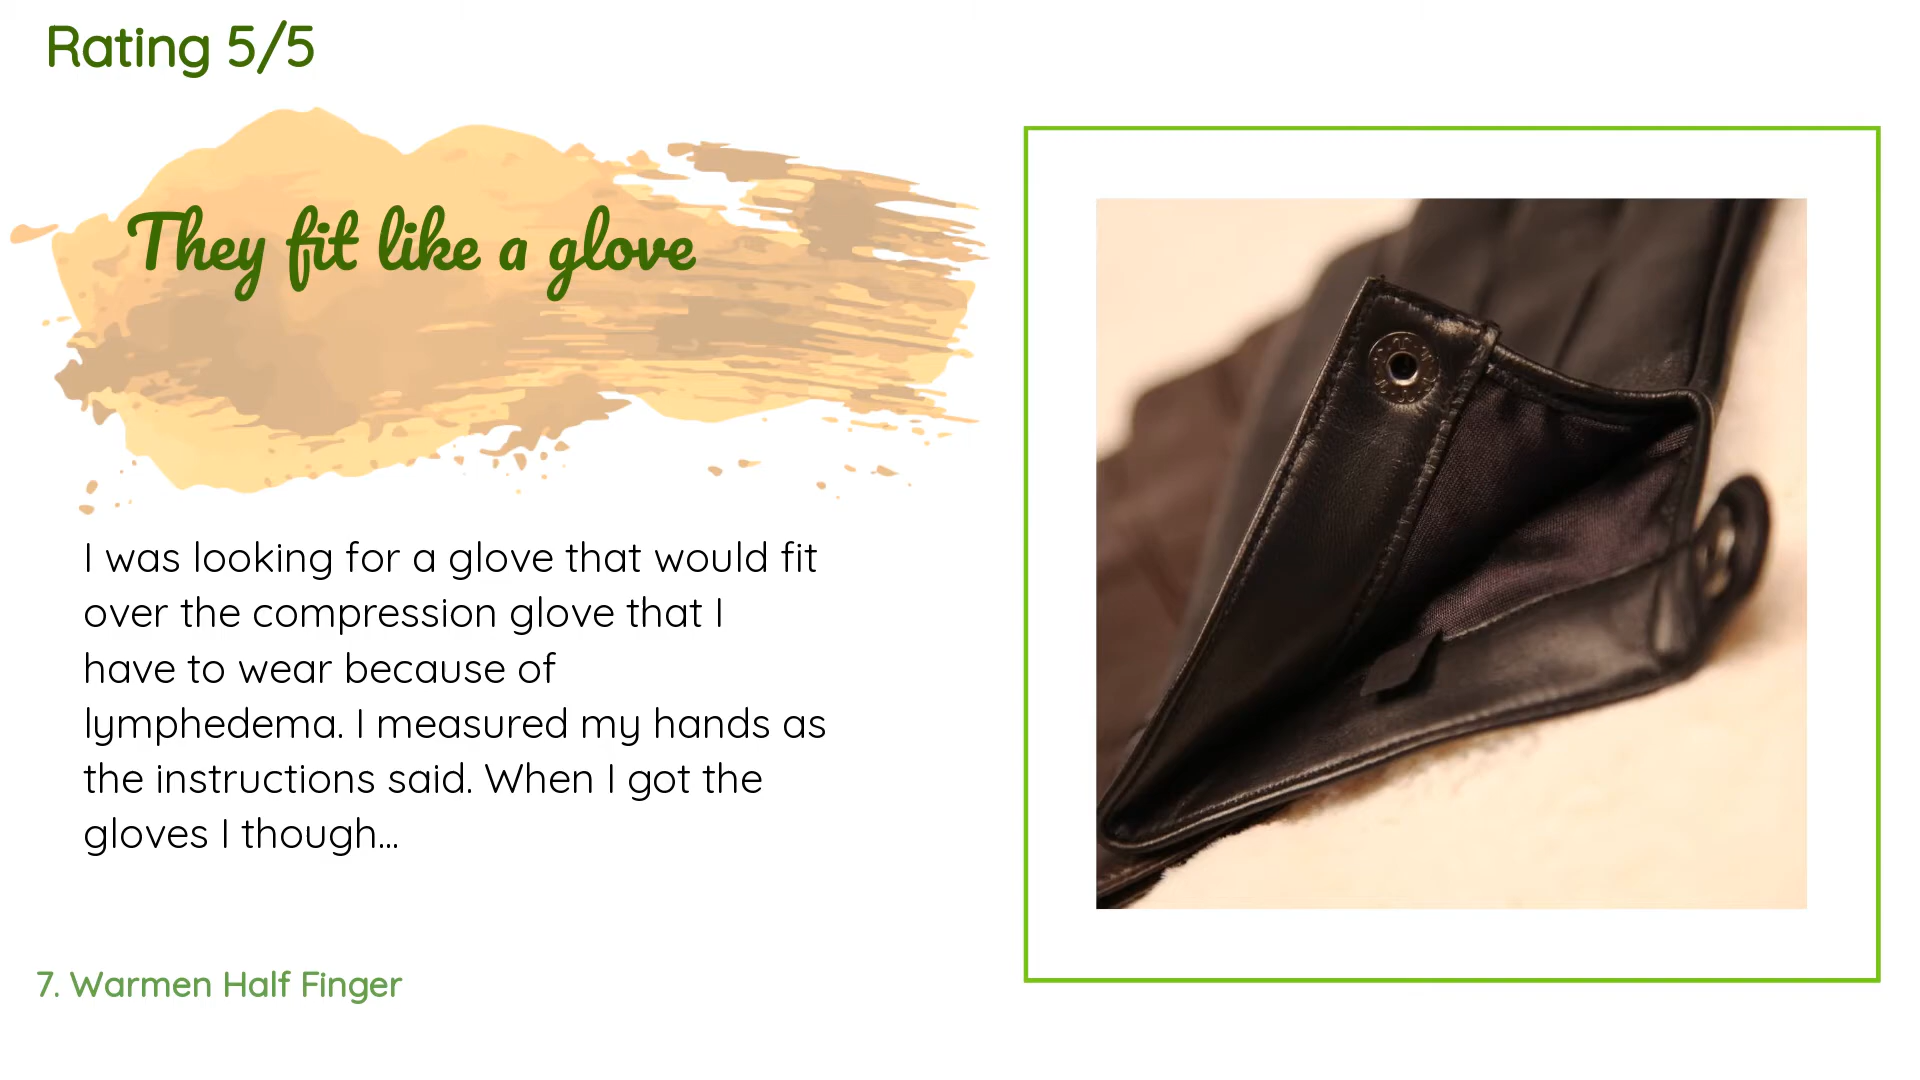 Rating 5/5
They fit like a glove
I was looking for a glove that would fit
over the compression glove that I
have to wear because of
lymphedema. I measured my hands as
the instructions said. When I got the
gloves I though...
7. Warmen Half Finger